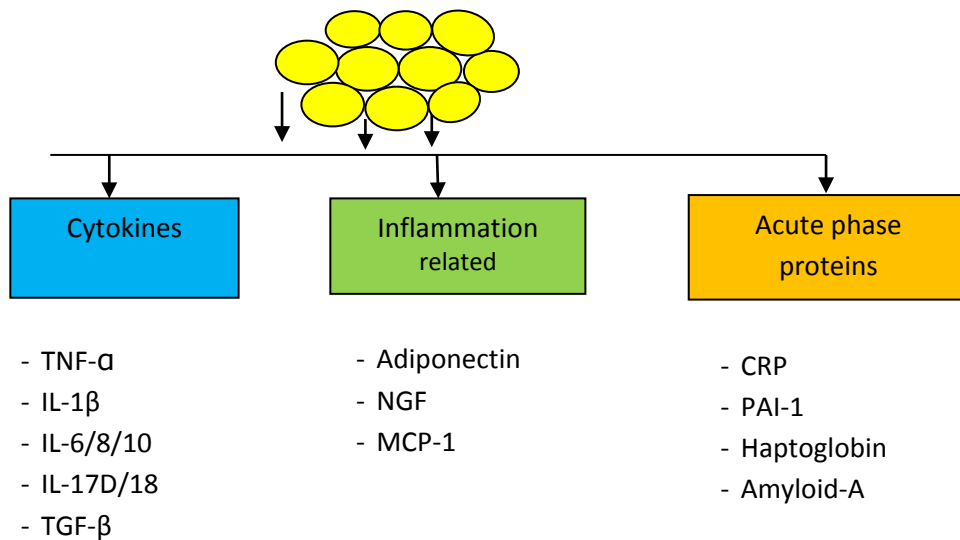 Cytokines
Inflammation
related
Acute phase
proteins
- TNF-ɑ
- IL-1β
- IL-6/8/10
- IL-17D/18
- TGF-β
- Adiponectin
- NGF
- MCP-1
- CRP
- PAI-1
- Haptoglobin
- Amyloid-A